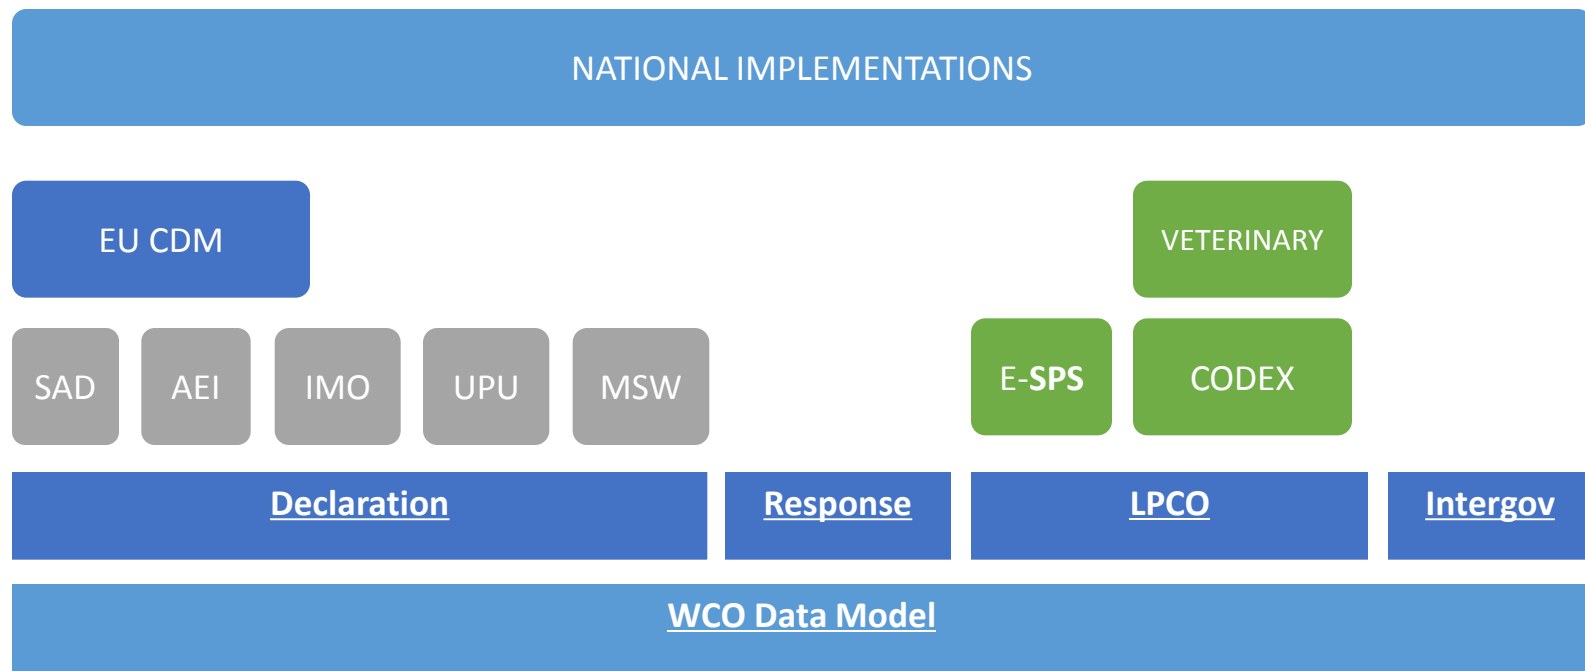 NATIONAL IMPLEMENTATIONS
EU CDM
VETERINARY
SAD
AEI
IMO
UPU
MSW
E-SPS
CODEX
Declaration
Response
LPCO
Intergov
WCO Data Model